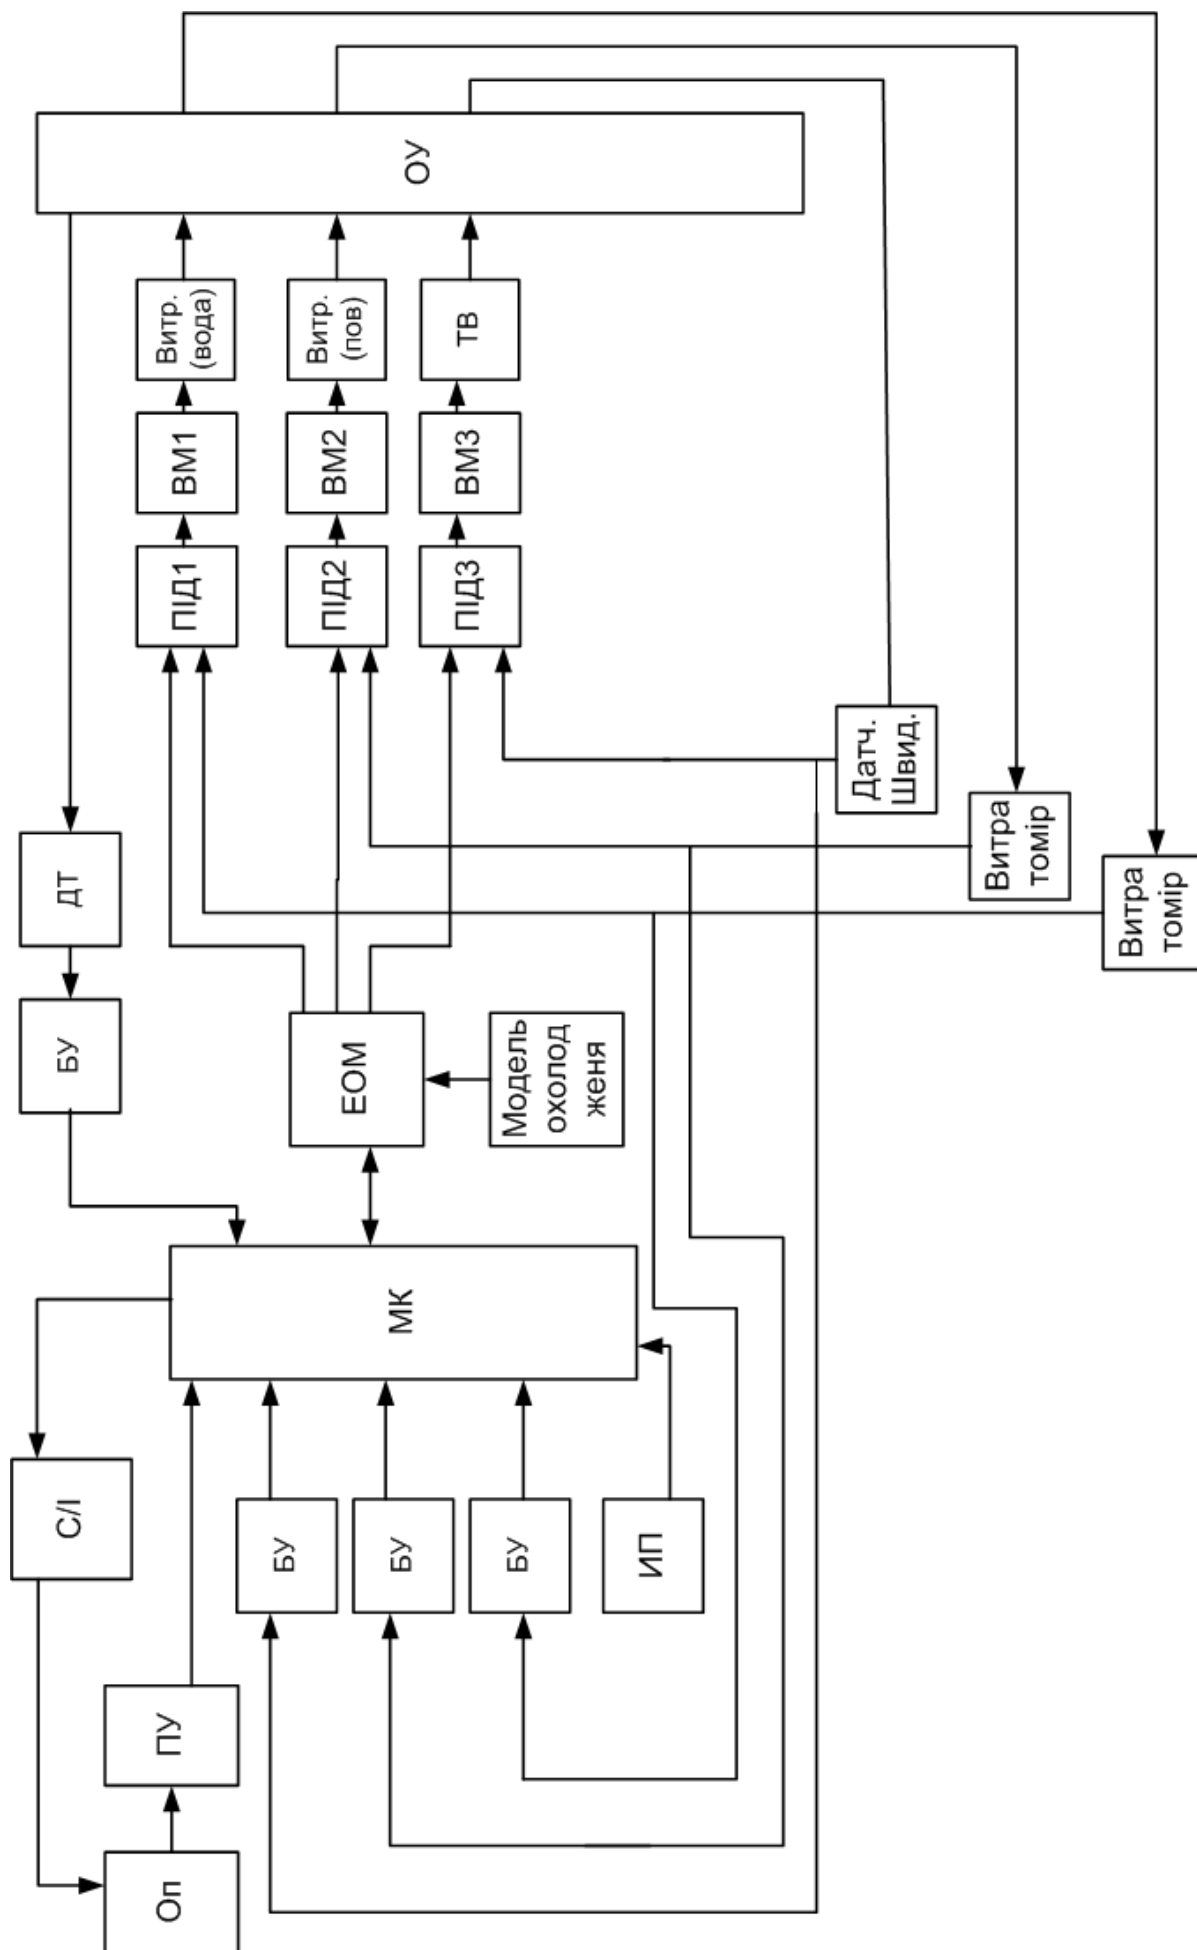 С/І
БУ
ДТ
Оп
ПУ
ПІД1
ВМ1
Витр.
(вода)
БУ
БУ
БУ
ИП
МК
ЕОМ
ПІД2
ВМ2
Витр.
(пов)
ОУ
ПІД3
ВМ3
ТВ
Модель
охолод
женя
Датч.
Швид.
Витра
томір
Витра
томір